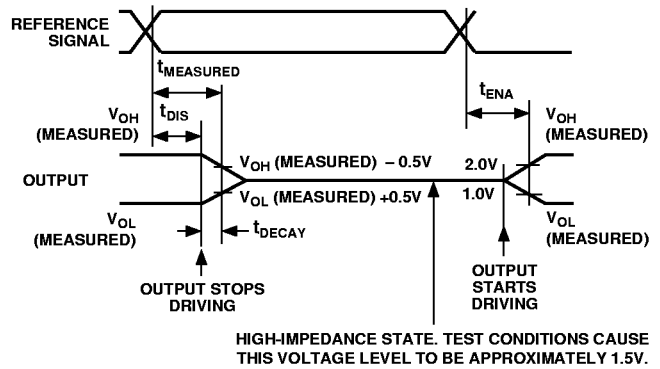 REFERENCE
SIGNAL
tMEASURED
tDIS
tENA
VOH
(MEASURED)
VOH
(MEASURED)
VOH (MEASURED) – 0.5V
2.0V
OUTPUT
VOL (MEASURED) +0.5V
1.0V
VOL
(MEASURED)
VOL
(MEASURED)
tDECAY
OUTPUT STOPS
DRIVING
OUTPUT
STARTS
DRIVING
HIGH-IMPEDANCE STATE. TEST CONDITIONS CAUSE
THIS VOLTAGE LEVEL TO BE APPROXIMATELY 1.5V.